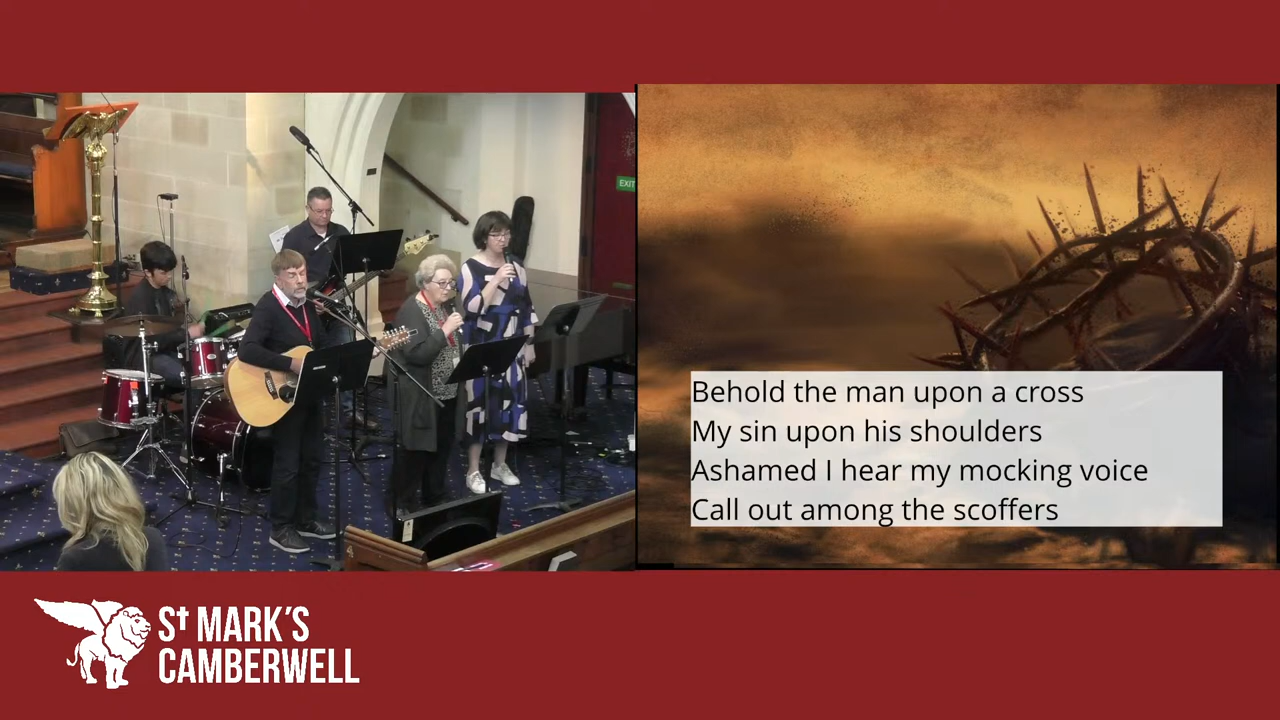 EXIT
Behold the man upon a cross
My sin upon his shoulders
Ashamed I hear my mocking voice
Call out among the scoffers
St MARK'S
CAMBERWELL